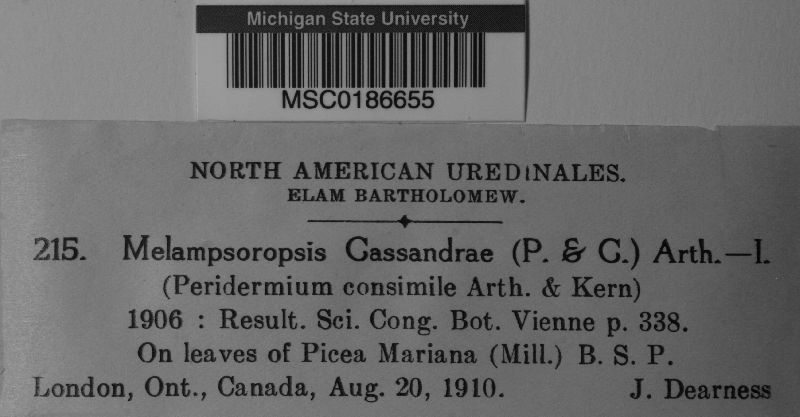 Michigan State University
MSC0186655
NORTH AMERICAN UREDINALES.
ELAM BARTHOLOMEW.
215. Melampsoropsis Cassandrae (P. & C.) Arth.—I.
(Peridermium consimile Arth. & Kern)
1906 : Result. Sci. Cong. Bot. Vienne p. 338.
On leaves of Picea Mariana (Mill.) B. S. P.
London, Ont., Canada, Aug. 20, 1910. J. Dearness